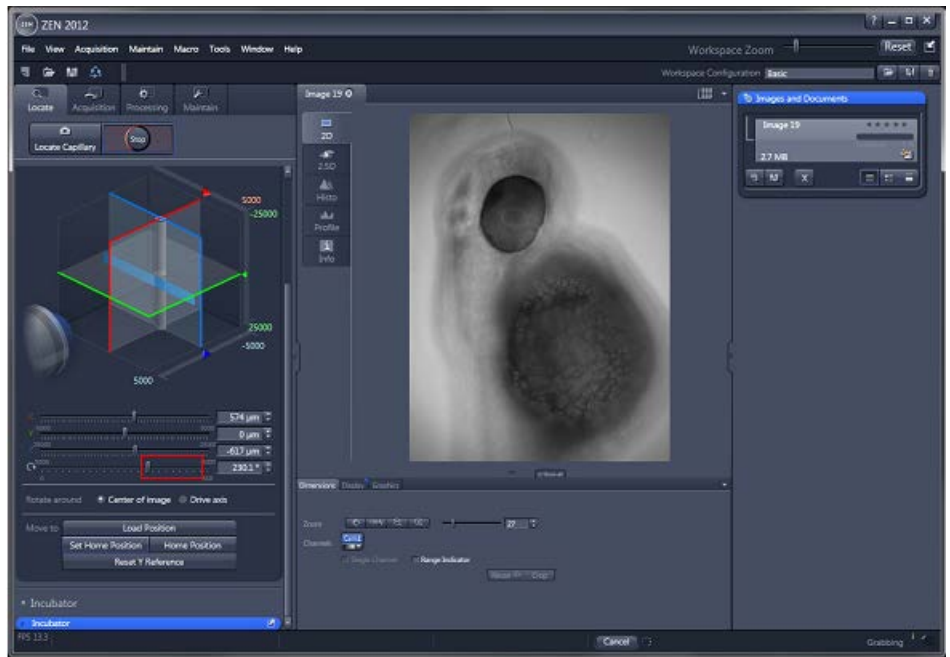 ZEN 2012
File View Acquisition Maintain Macro Tools Window Help
Workspace Zoom Reset
Workspace Configuration Basic
Locate Acquisition Processing Maintain
Locate Capillary Stop
5000
-25000
25000
-5000
5000
574 µm
0 µm
-617 µm
230.1 °
Rotate around Center of image Drive axis
Move to Load Position
Set Home Position Home Position
Reset Y Reference
Incubator
Incubator
FPS 13.3
Image 19
2D
2.5D
Histo
Profile
Info
Dimensions Display Graphics
Zoom 27
Channels
Single Channel Range Indicator
Reset Crop
Images and Documents
Image 19
2.7 MB
Cancel
Grabbing